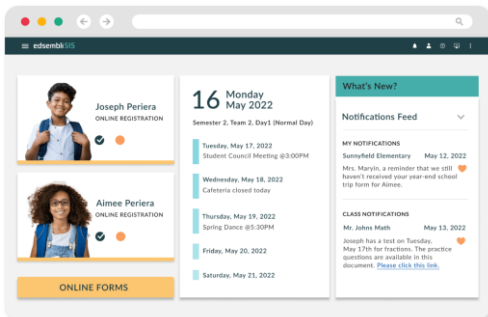 edsembliSIS
Joseph Periera
ONLINE REGISTRATION
Aimee Periera
ONLINE REGISTRATION
ONLINE FORMS
16 Monday
May 2022
Semester 2, Team 2, Day1 (Normal Day)
Tuesday, May 17, 2022
Student Council Meeting @3:00PM
Wednesday, May 18, 2022
Cafeteria closed today
Thursday, May 19, 2022
Spring Dance @5:30PM
Friday, May 20, 2022
Saturday, May 21, 2022
What's New?
Notifications Feed
MY NOTIFICATIONS
Sunnyfield Elementary May 12, 2022
Mrs. Maryin, a reminder that we still
haven't received your year-end school
trip form for Aimee.
CLASS NOTIFICATIONS
Mr. Johns Math May 13, 2022
Joseph has a test on Tuesday,
May 17th for fractions. The practice
questions are available in this
document. Please click this link.